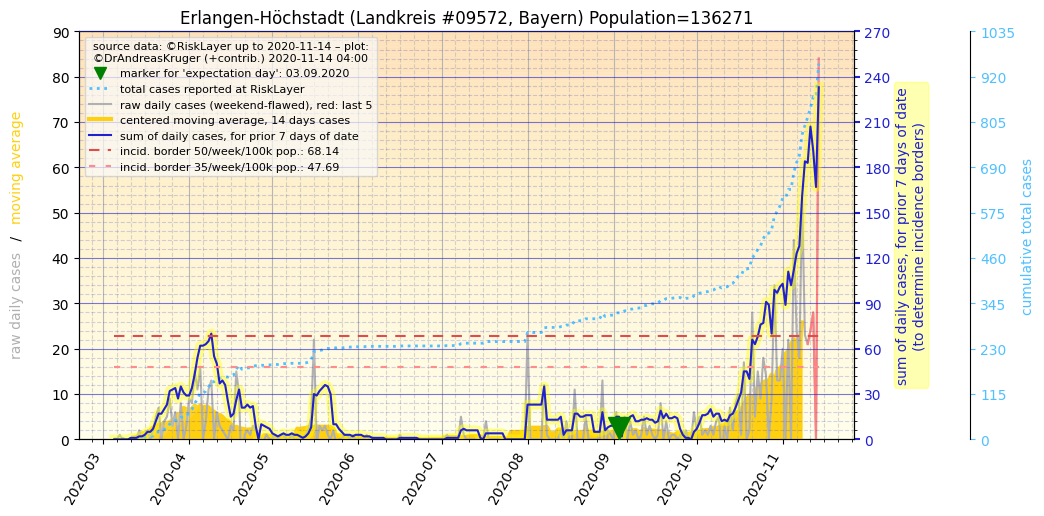 Erlangen-Höchstadt (Landkreis #09572, Bayern) Population=136271
source data: ©RiskLayer up to 2020-11-14 – plot:
©DrAndreasKruger (+contrib.) 2020-11-14 04:00
marker for 'expectation day': 03.09.2020
total cases reported at RiskLayer
raw daily cases (weekend-flawed), red: last 5
centered moving average, 14 days cases
sum of daily cases, for prior 7 days of date
incid. border 50/week/100k pop.: 68.14
incid. border 35/week/100k pop.: 47.69
raw daily cases / moving average
90
80
70
60
50
40
30
20
10
0
270
240
210
180
150
120
90
60
30
0
sum of daily cases, for prior 7 days of date
(to determine incidence borders)
1035
920
805
690
575
460
345
230
115
0
cumulative total cases
2020-03
2020-04
2020-05
2020-06
2020-07
2020-08
2020-09
2020-10
2020-11